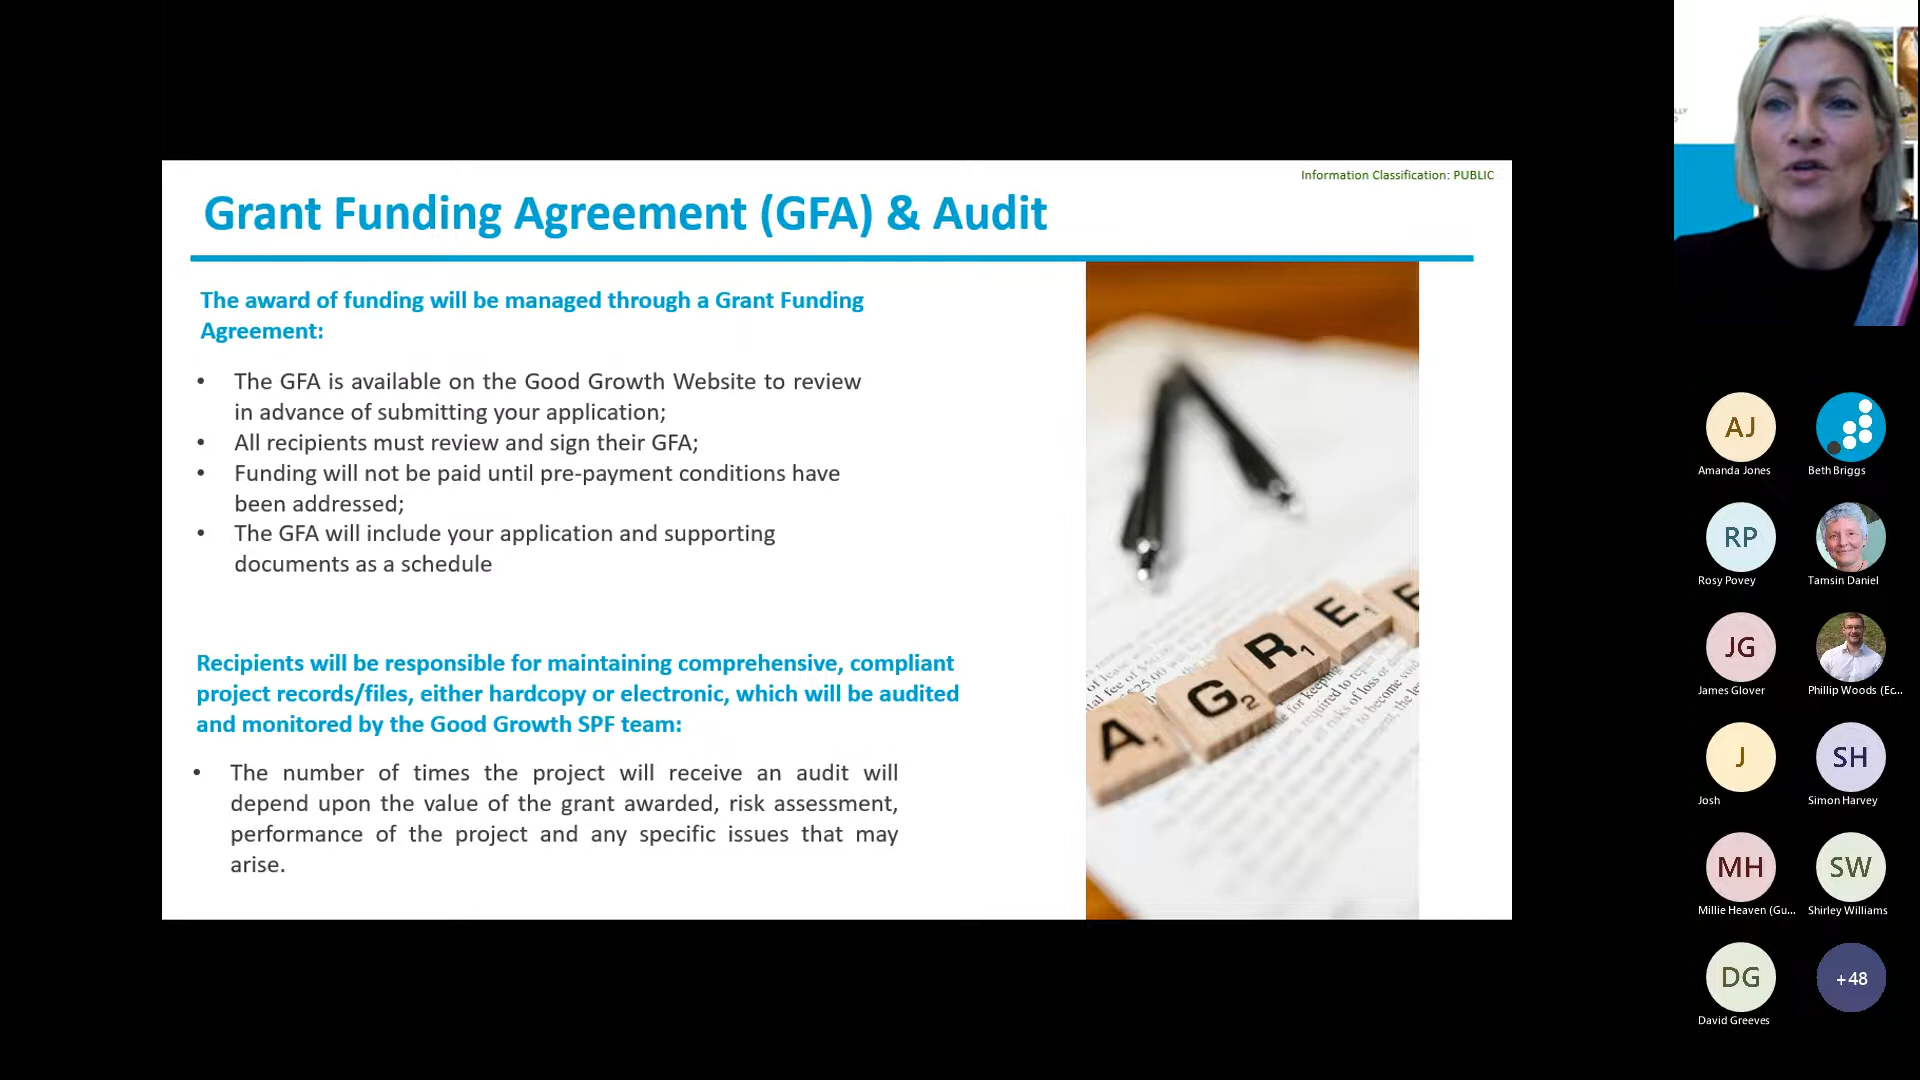 Information Classification: PUBLIC
Grant Funding Agreement (GFA) & Audit
The award of funding will be managed through a Grant Funding
Agreement:
• The GFA is available on the Good Growth Website to review
in advance of submitting your application;
• All recipients must review and sign their GFA;
• Funding will not be paid until pre-payment conditions have
been addressed;
• The GFA will include your application and supporting
documents as a schedule
Recipients will be responsible for maintaining comprehensive, compliant
project records/files, either hardcopy or electronic, which will be audited
and monitored by the Good Growth SPF team:
• The number of times the project will receive an audit will
depend upon the value of the grant awarded, risk assessment,
performance of the project and any specific issues that may
arise.
A G R E E
AJ
Amanda Jones
Beth Briggs
RP
Rosy Povey
Tamsin Daniel
JG
James Glover
Phillip Woods (Ec...
J
Josh
SH
Simon Harvey
MH
Millie Heaven (Gu...
SW
Shirley Williams
DG
David Greeves
+48